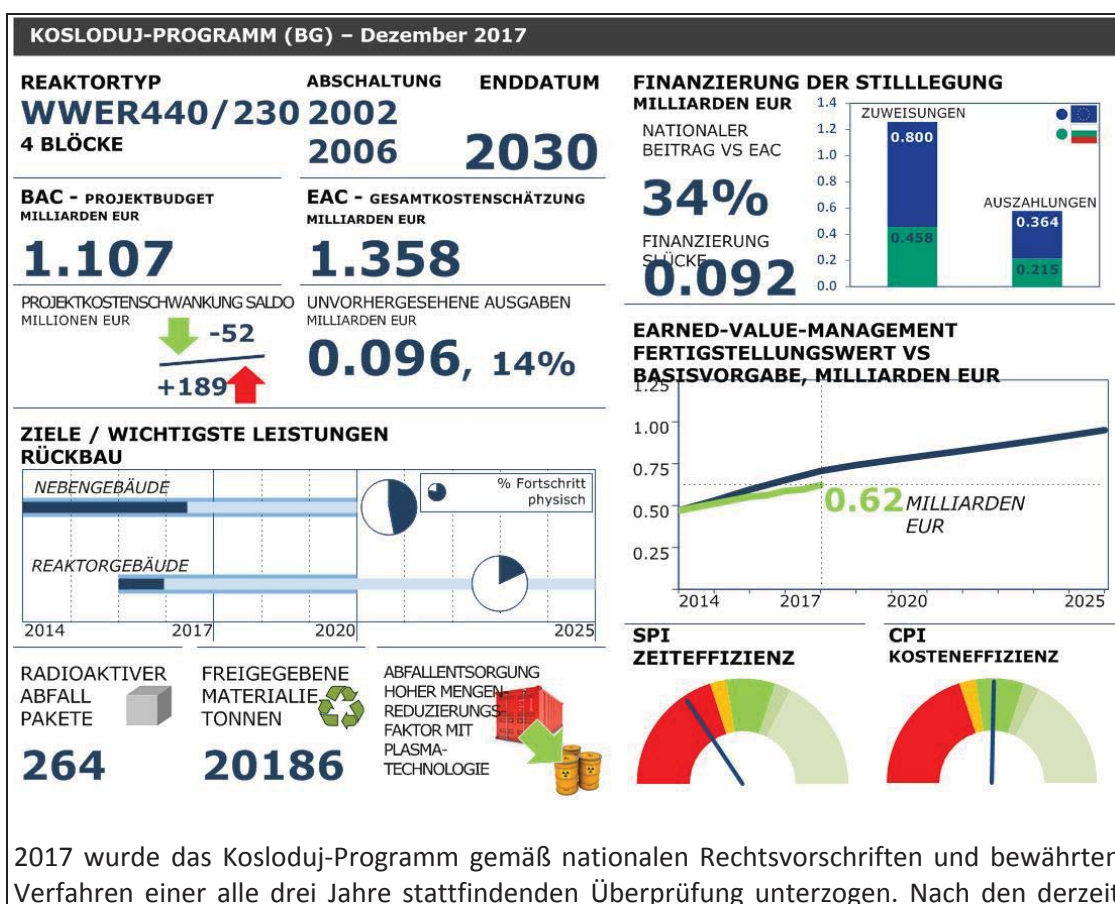 KOSLODUJ-PROGRAMM (BG) – Dezember 2017
REAKTORTYP
WWER440/230
4 BLÖCKE
ABSCHALTUNG
2002
2006
ENDDATUM
2030
BAC - PROJEKTBUDGET
MILLIARDEN EUR
1.107
EAC - GESAMTKOSTENSCHÄTZUNG
MILLIARDEN EUR
1.358
PROJEKTKOSTENSCHWANKUNG SALDO
MILLIONEN EUR
-52
+189
UNVORHERGESEHENE AUSGABEN
MILLIARDEN EUR
0.096, 14%
FINANZIERUNG DER STILLLEGUNG
MILLIARDEN EUR
NATIONALER
BEITRAG VS EAC
34%
FINANZIERUNG
SLÜCKE
0.092
1.4
1.2
1.0
0.8
0.6
0.4
0.2
0.0
ZUWEISUNGEN
0.800
0.458
AUSZAHLUNGEN
0.364
0.215
ZIELE / WICHTIGSTE LEISTUNGEN
RÜCKBAU
NEBENGEBÄUDE
% Fortschritt
physisch
REAKTORGEBÄUDE
2014 2017 2020 2025
EARNED-VALUE-MANAGEMENT
FERTIGSTELLUNGSWERT VS
BASISVORGABE, MILLIARDEN EUR
1.25
1.00
0.75
0.50
0.25
0.62 MILLIARDEN
EUR
2014 2017 2020 2025
RADIOAKTIVER
ABFALL
PAKETE
264
FREIGEGEBENE
MATERIALIE
TONNEN
20186
ABFALLENTSORGUNG
HOHER MENGEN-
REDUZIERUNGS-
FAKTOR MIT
PLASMA-
TECHNOLOGIE
SPI
ZEITEFFIZIENZ
CPI
KOSTENEFFIZIENZ
2017 wurde das Kosloduj-Programm gemäß nationalen Rechtsvorschriften und bewährten
Verfahren einer alle drei Jahre stattfindenden Überprüfung unterzogen. Nach den derzeit